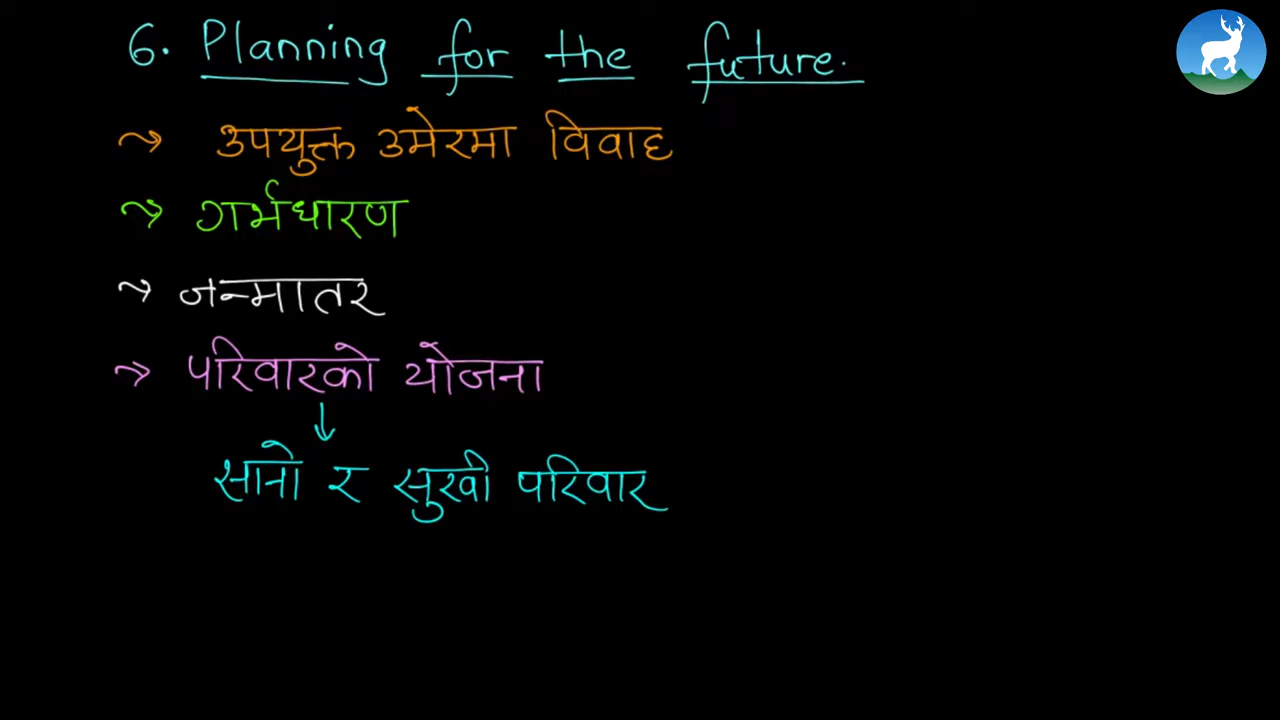 6. Planning for the future.
↝ उपयुक्त उमेरमा विवाह
↝ गर्भधारण
↝ जन्मातर
↝ परिवारको योजना
↓
सानो र सुखी परिवार